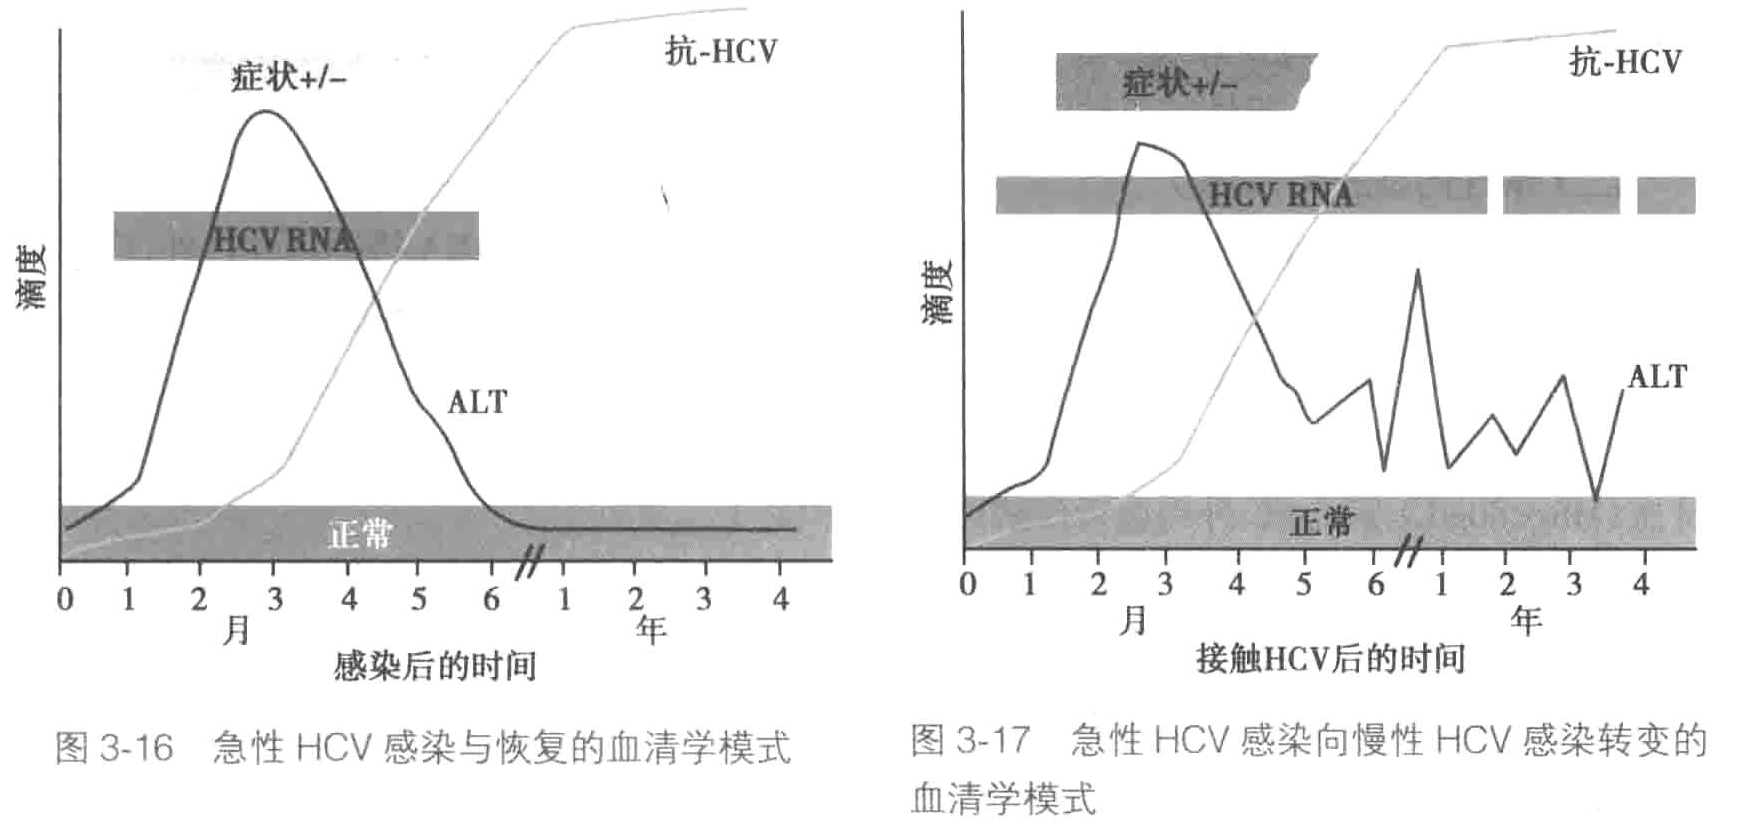 症状+/-
抗-HCV
HCV RNA
滴度
ALT
正常
0 1 2 3 4 5 6 1 2 3 4
月 年
感染后的时间
图 3-16 急性 HCV 感染与恢复的血清学模式
症状+/-
抗-HCV
HCV RNA
滴度
ALT
正常
0 1 2 3 4 5 6 1 2 3 4
月 年
接触HCV后的时间
图 3-17 急性 HCV 感染向慢性 HCV 感染转变的
血清学模式